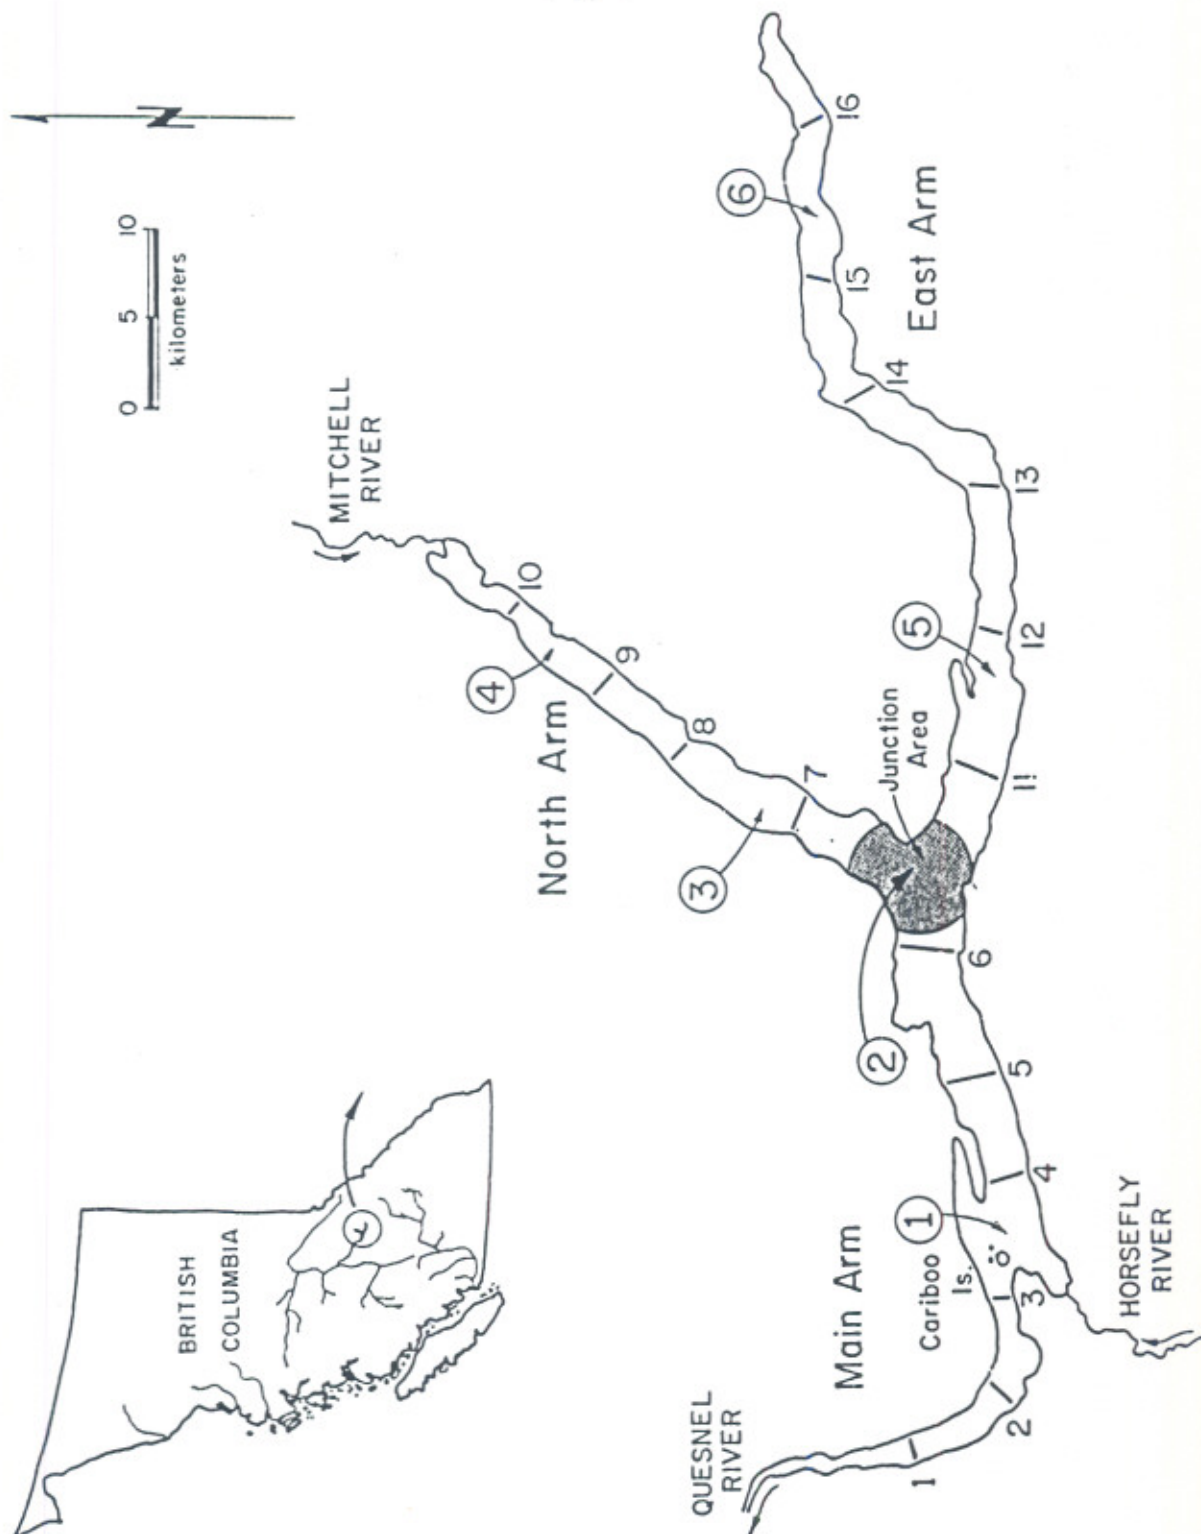 BRITISH
COLUMBIA
N
0 5 10
kilometers
MITCHELL
RIVER
North Arm
10
4
9
8
3
7
Junction
Area
2
6
5
11
12
13
East Arm
14
15
6
16
5
4
Main Arm
Cariboo
Is.
1
3
2
1
QUESNEL
RIVER
HORSEFLY
RIVER